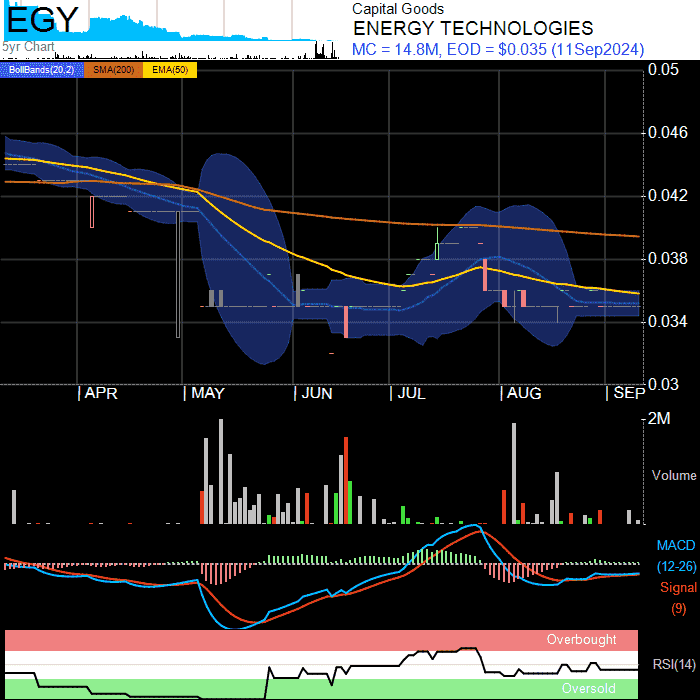 EGY
5yr Chart
Capital Goods
ENERGY TECHNOLOGIES
MC = 14.8M, EOD = $0.035 (11Sep2024)
BollBands(20,2) SMA(200) EMA(50)
0.05
0.046
0.042
0.038
0.034
0.03
APR MAY JUN JUL AUG SEP
2M
Volume
MACD
(12-26)
Signal
(9)
Overbought
RSI(14)
Oversold